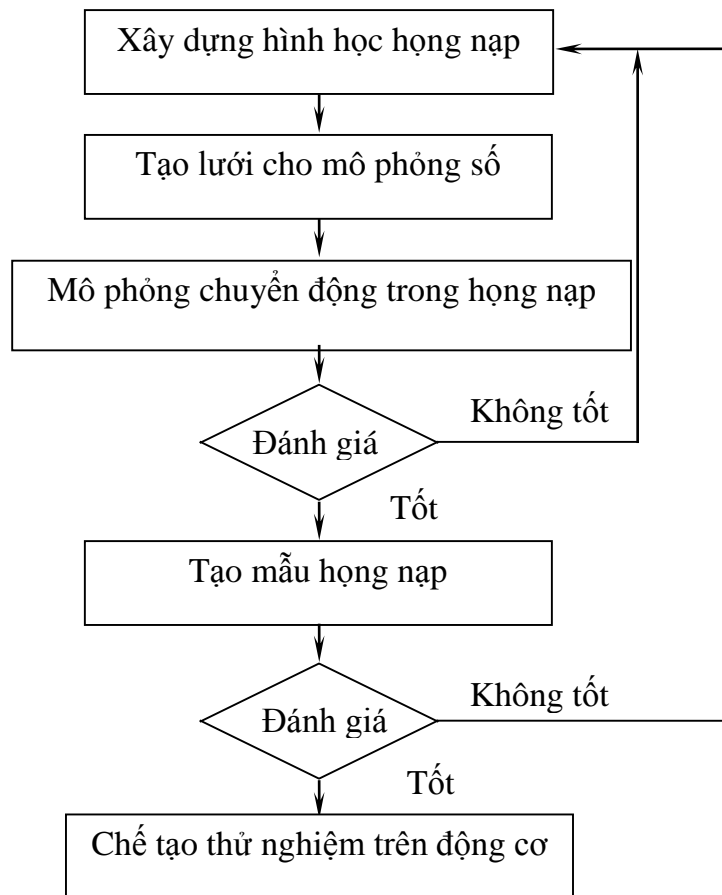 Xây dựng hình học họng nạp
Tạo lưới cho mô phỏng số
Mô phỏng chuyển động trong họng nạp
Không tốt
Đánh giá
Tốt
Tạo mẫu họng nạp
Không tốt
Đánh giá
Tốt
Chế tạo thử nghiệm trên động cơ